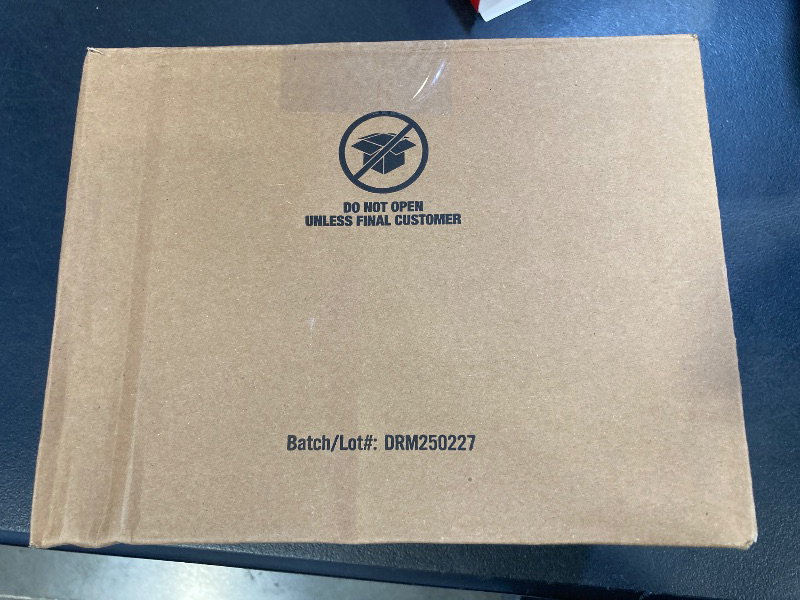 DO NOT OPEN
UNLESS FINAL CUSTOMER
Batch/Lot#: DRM250227